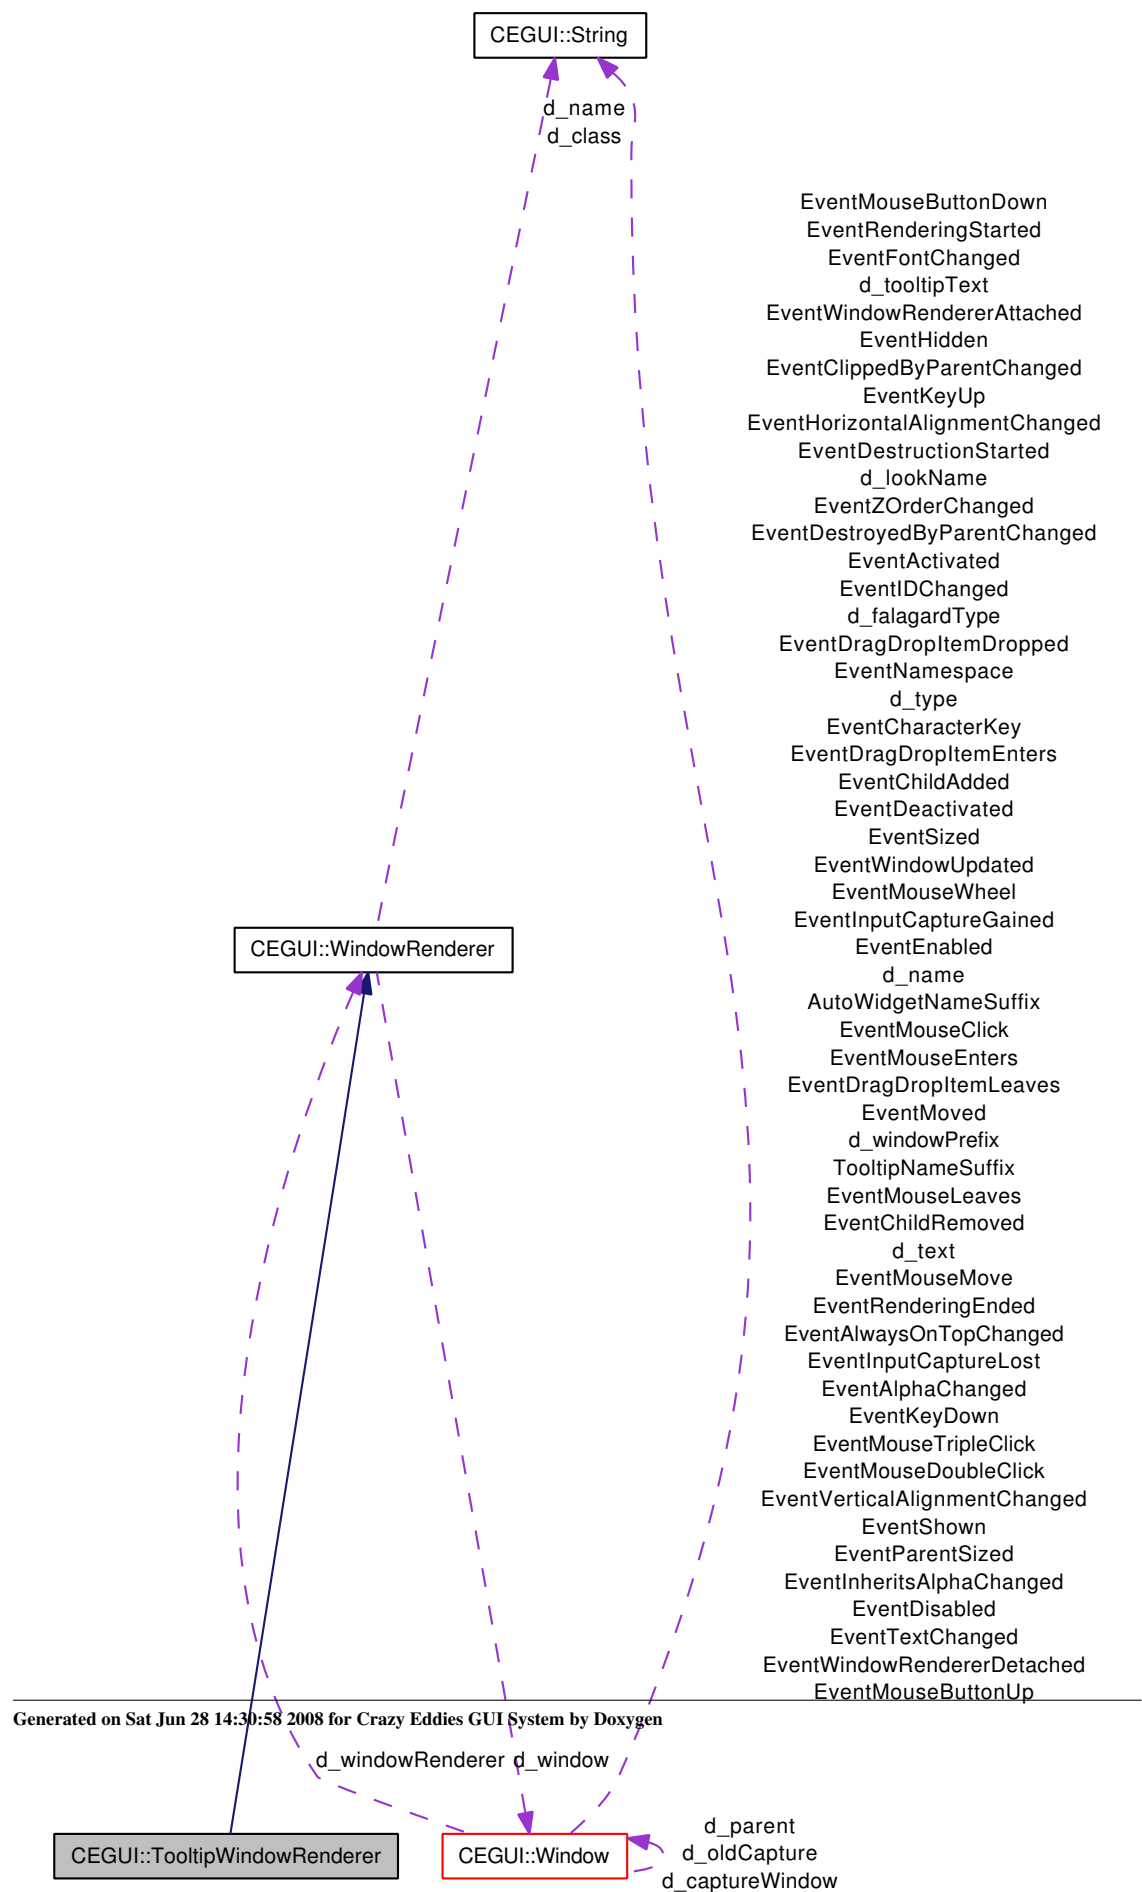 CEGUI::String
d_name
d_class
EventMouseButtonDown
EventRenderingStarted
EventFontChanged
d_tooltipText
EventWindowRendererAttached
EventHidden
EventClippedByParentChanged
EventKeyUp
EventHorizontalAlignmentChanged
EventDestructionStarted
d_lookName
EventZOrderChanged
EventDestroyedByParentChanged
EventActivated
EventIDChanged
d_falagardType
EventDragDropItemDropped
EventNamespace
d_type
EventCharacterKey
EventDragDropItemEnters
EventChildAdded
EventDeactivated
EventSized
EventWindowUpdated
EventMouseWheel
EventInputCaptureGained
EventEnabled
d_name
AutoWidgetNameSuffix
EventMouseClick
EventMouseEnters
EventDragDropItemLeaves
EventMoved
d_windowPrefix
TooltipNameSuffix
EventMouseLeaves
EventChildRemoved
d_text
EventMouseMove
EventRenderingEnded
EventAlwaysOnTopChanged
EventInputCaptureLost
EventAlphaChanged
EventKeyDown
EventMouseTripleClick
EventMouseDoubleClick
EventVerticalAlignmentChanged
EventShown
EventParentSized
EventInheritsAlphaChanged
EventDisabled
EventTextChanged
EventWindowRendererDetached
EventMouseButtonUp
CEGUI::WindowRenderer
Generated on Sat Jun 28 14:30:58 2008 for Crazy Eddies GUI System by Doxygen
d_windowRenderer
d_window
CEGUI::TooltipWindowRenderer
CEGUI::Window
d_parent
d_oldCapture
d_captureWindow